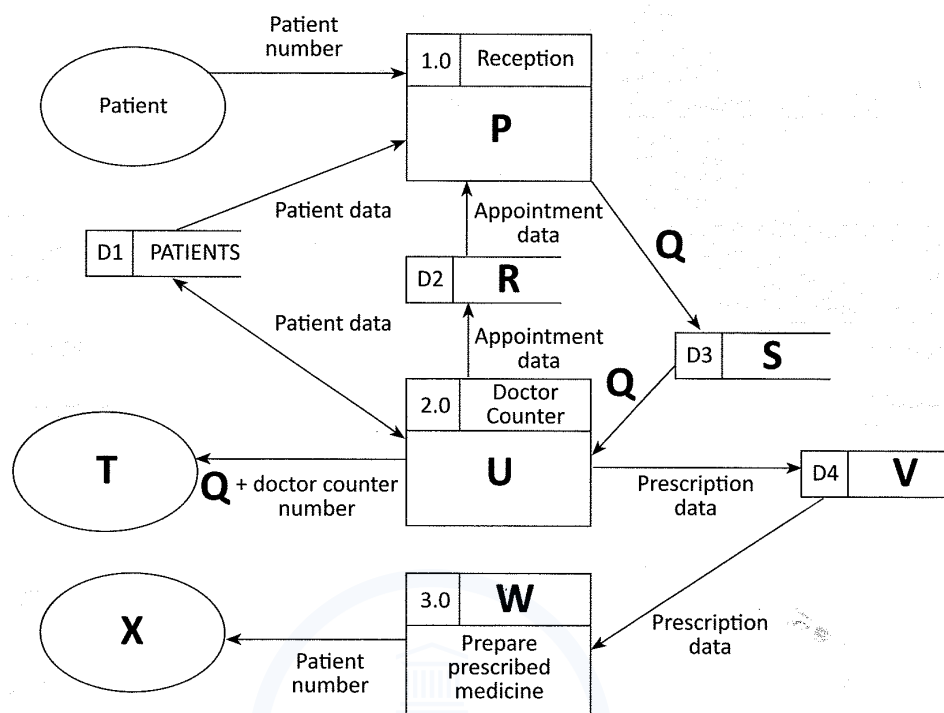 Patient
number
1.0
Reception
Patient
P
Patient data
Appointment
data
Q
D1
PATIENTS
D2
R
Patient data
Appointment
data
D3
S
Q
2.0
Doctor
Counter
T
U
Q + doctor counter
number
Prescription
data
D4
V
3.0
W
X
Patient
number
Prepare
prescribed
medicine
Prescription
data